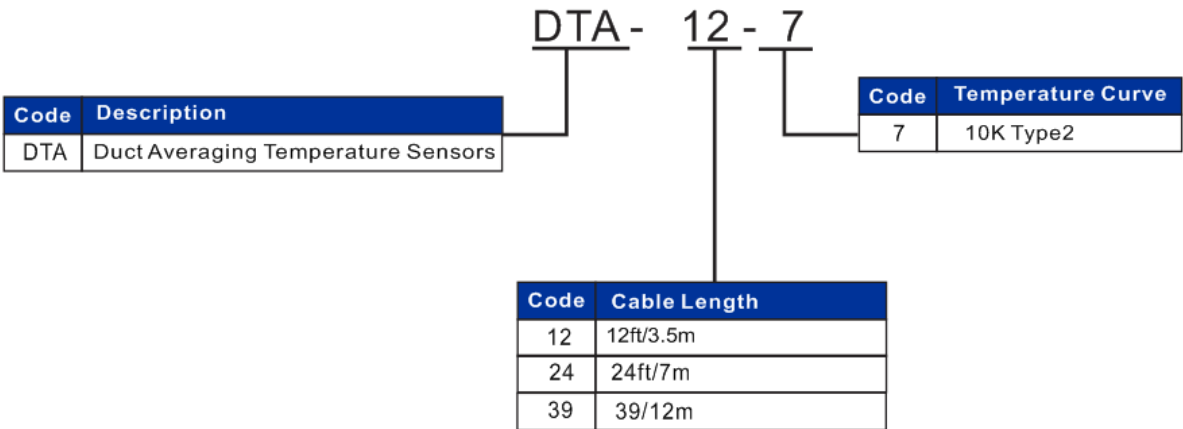 DTA - 12 - 7
Code Description
DTA Duct Averaging Temperature Sensors
Code Temperature Curve
7 10K Type2
Code Cable Length
12 12ft/3.5m
24 24ft/7m
39 39/12m